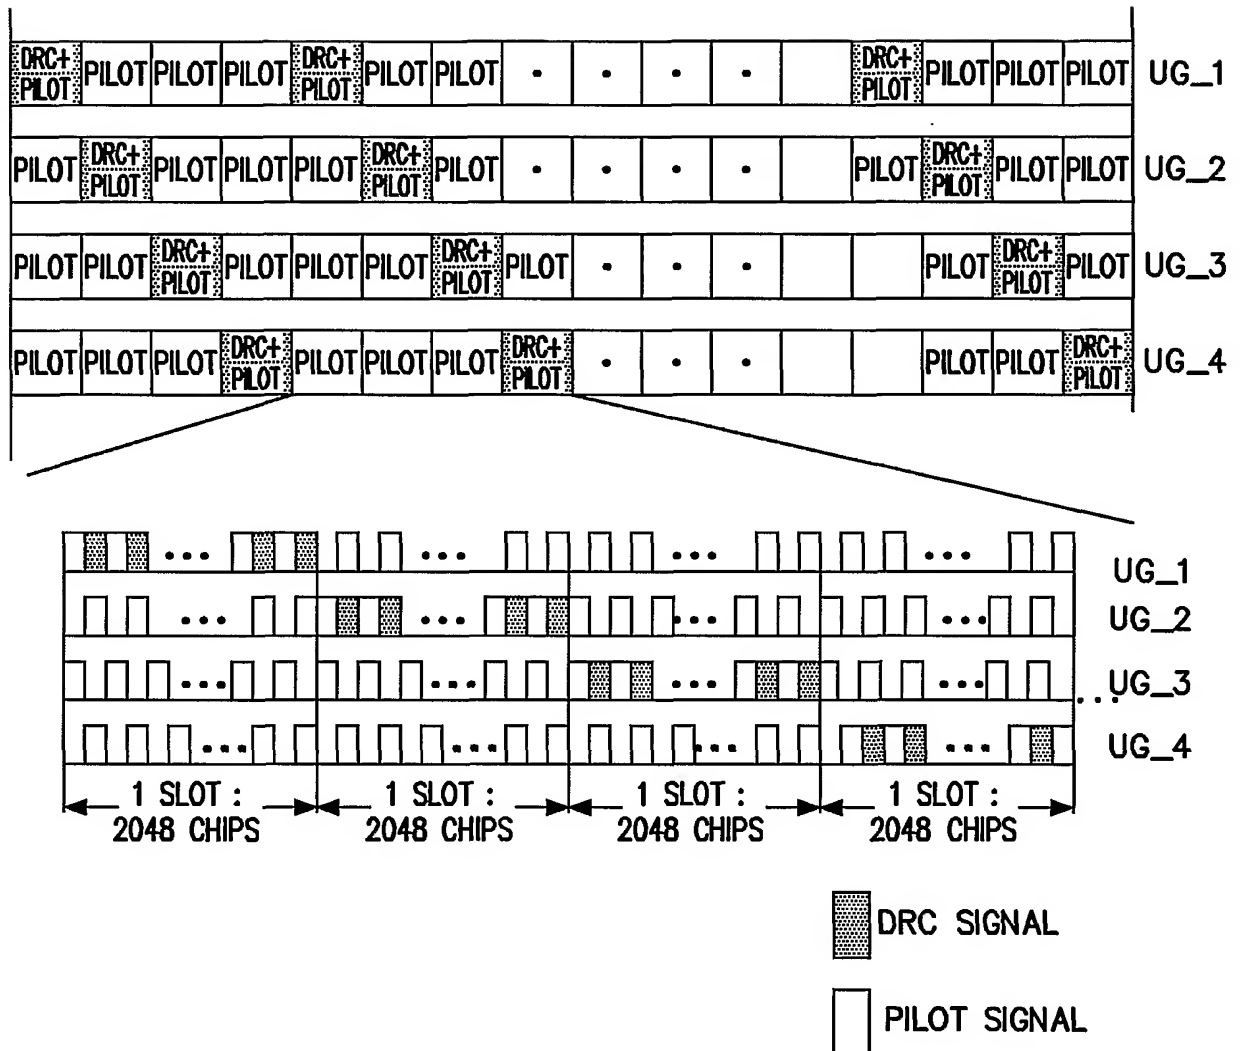 DRC+ PILOT PILOT PILOT PILOT DRC+ PILOT PILOT PILOT • • • • DRC+ PILOT PILOT PILOT PILOT UG_1
PILOT DRC+ PILOT PILOT PILOT PILOT DRC+ PILOT PILOT • • • • PILOT DRC+ PILOT PILOT PILOT UG_2
PILOT PILOT DRC+ PILOT PILOT PILOT PILOT DRC+ PILOT PILOT • • • PILOT DRC+ PILOT PILOT UG_3
PILOT PILOT PILOT DRC+ PILOT PILOT PILOT PILOT DRC+ PILOT • • • PILOT PILOT DRC+ PILOT UG_4
••• ••• ••• ••• UG_1
••• ••• ••• ••• UG_2
••• ••• ••• ••• ... UG_3
••• ••• ••• ••• UG_4
1 SLOT : 1 SLOT : 1 SLOT : 1 SLOT :
2048 CHIPS 2048 CHIPS 2048 CHIPS 2048 CHIPS
DRC SIGNAL
PILOT SIGNAL